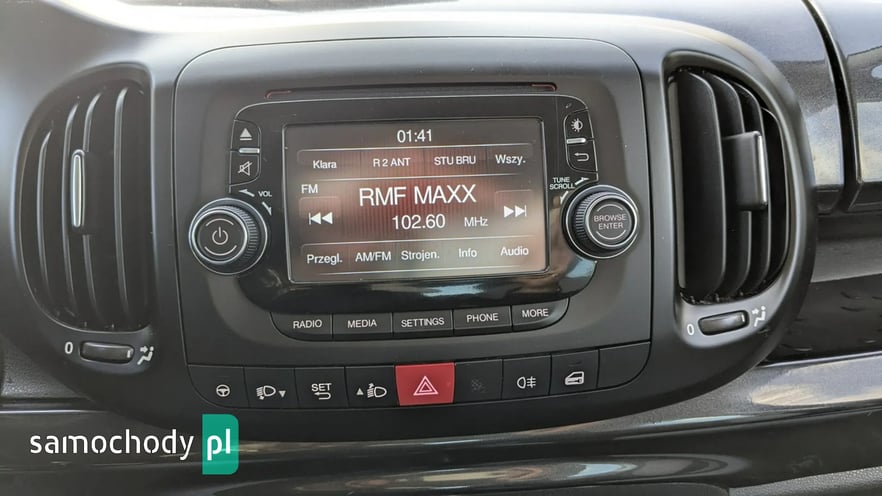 01:41
Klara R 2 ANT STU BRU Wszy.
FM
RMF MAXX
102.60 MHz
Przegl. AM/FM Strojen. Info Audio
VOL
TUNE
SCROLL
BROWSE
ENTER
RADIO MEDIA SETTINGS PHONE MORE
0
0
SET
samochody pl